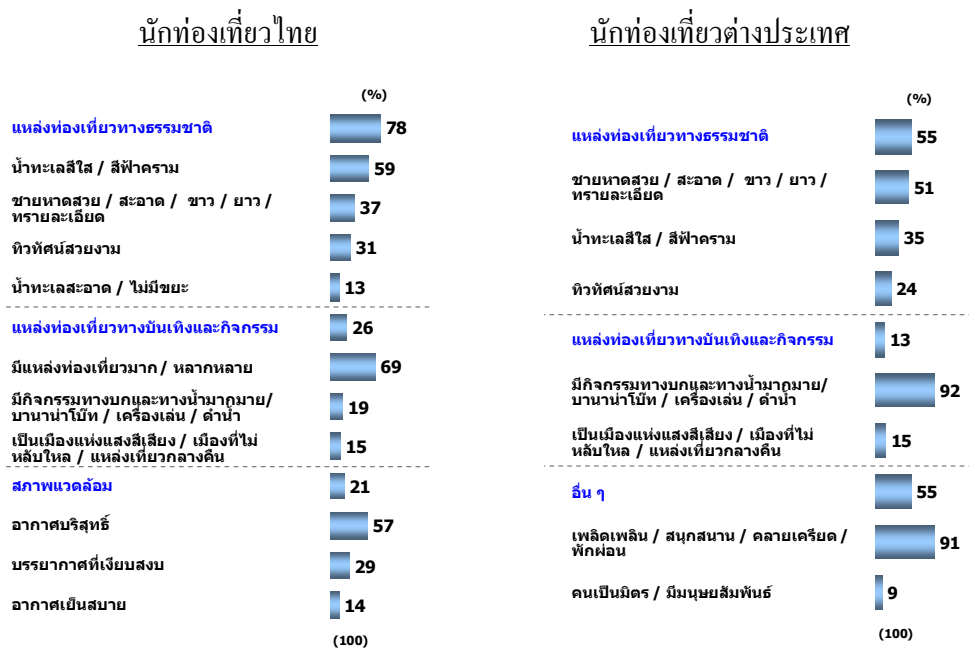 นักท่องเที่ยวไทย
(%)
แหล่งท่องเที่ยวทางธรรมชาติ 78
น้ำทะเลสีใส / สีฟ้าคราม 59
ชายหาดสวย / สะอาด / ขาว / ยาว /
ทรายละเอียด 37
ทิวทัศน์สวยงาม 31
น้ำทะเลสะอาด / ไม่มีขยะ 13
แหล่งท่องเที่ยวทางบันเทิงและกิจกรรม 26
มีแหล่งท่องเที่ยวมาก / หลากหลาย 69
มีกิจกรรมทางบกและทางน้ำมากมาย/
บานาน่าโบ๊ท / เครื่องเล่น / ดำน้ำ 19
เป็นเมืองแห่งแสงสีเสียง / เมืองที่ไม่
หลับใหล / แหล่งเที่ยวกลางคืน 15
สภาพแวดล้อม 21
อากาศบริสุทธิ์ 57
บรรยากาศที่เงียบสงบ 29
อากาศเย็นสบาย 14
(100)
นักท่องเที่ยวต่างประเทศ
(%)
แหล่งท่องเที่ยวทางธรรมชาติ 55
ชายหาดสวย / สะอาด / ขาว / ยาว /
ทรายละเอียด 51
น้ำทะเลสีใส / สีฟ้าคราม 35
ทิวทัศน์สวยงาม 24
แหล่งท่องเที่ยวทางบันเทิงและกิจกรรม 13
มีกิจกรรมทางบกและทางน้ำมากมาย/
บานาน่าโบ๊ท / เครื่องเล่น / ดำน้ำ 92
เป็นเมืองแห่งแสงสีเสียง / เมืองที่ไม่
หลับใหล / แหล่งเที่ยวกลางคืน 15
อื่น ๆ 55
เพลิดเพลิน / สนุกสนาน / คลายเครียด /
พักผ่อน 91
คนเป็นมิตร / มีมนุษยสัมพันธ์ 9
(100)